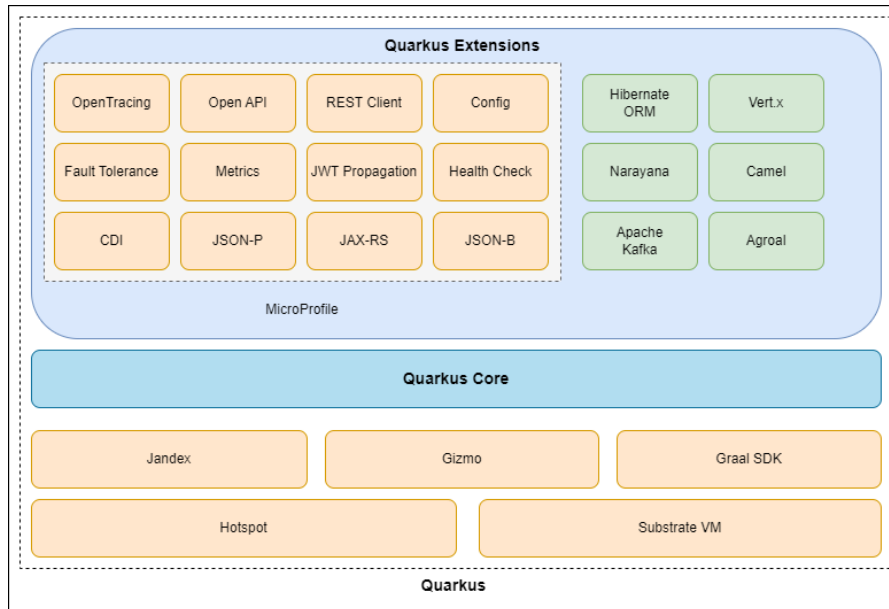 Quarkus Extensions
OpenTracing
Open API
REST Client
Config
Hibernate
ORM
Vert.x
Fault Tolerance
Metrics
JWT Propagation
Health Check
Narayana
Camel
CDI
JSON-P
JAX-RS
JSON-B
Apache
Kafka
Agroal
MicroProfile
Quarkus Core
Jandex
Gizmo
Graal SDK
Hotspot
Substrate VM
Quarkus